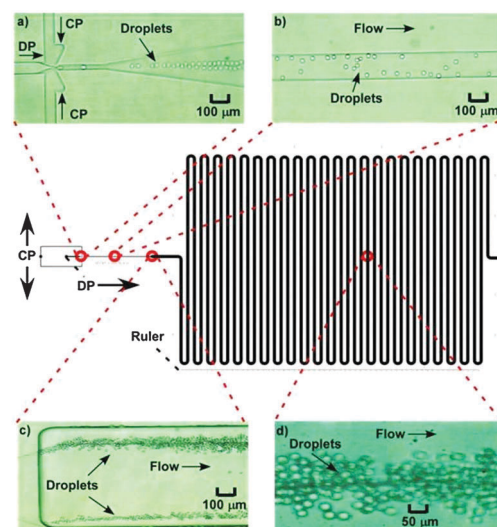 a)
CP
DP
Droplets
CP
100 µm
b)
Flow
Droplets
100 µm
CP
DP
Ruler
c)
Droplets
Flow
100 µm
d)
Flow
Droplets
50 µm